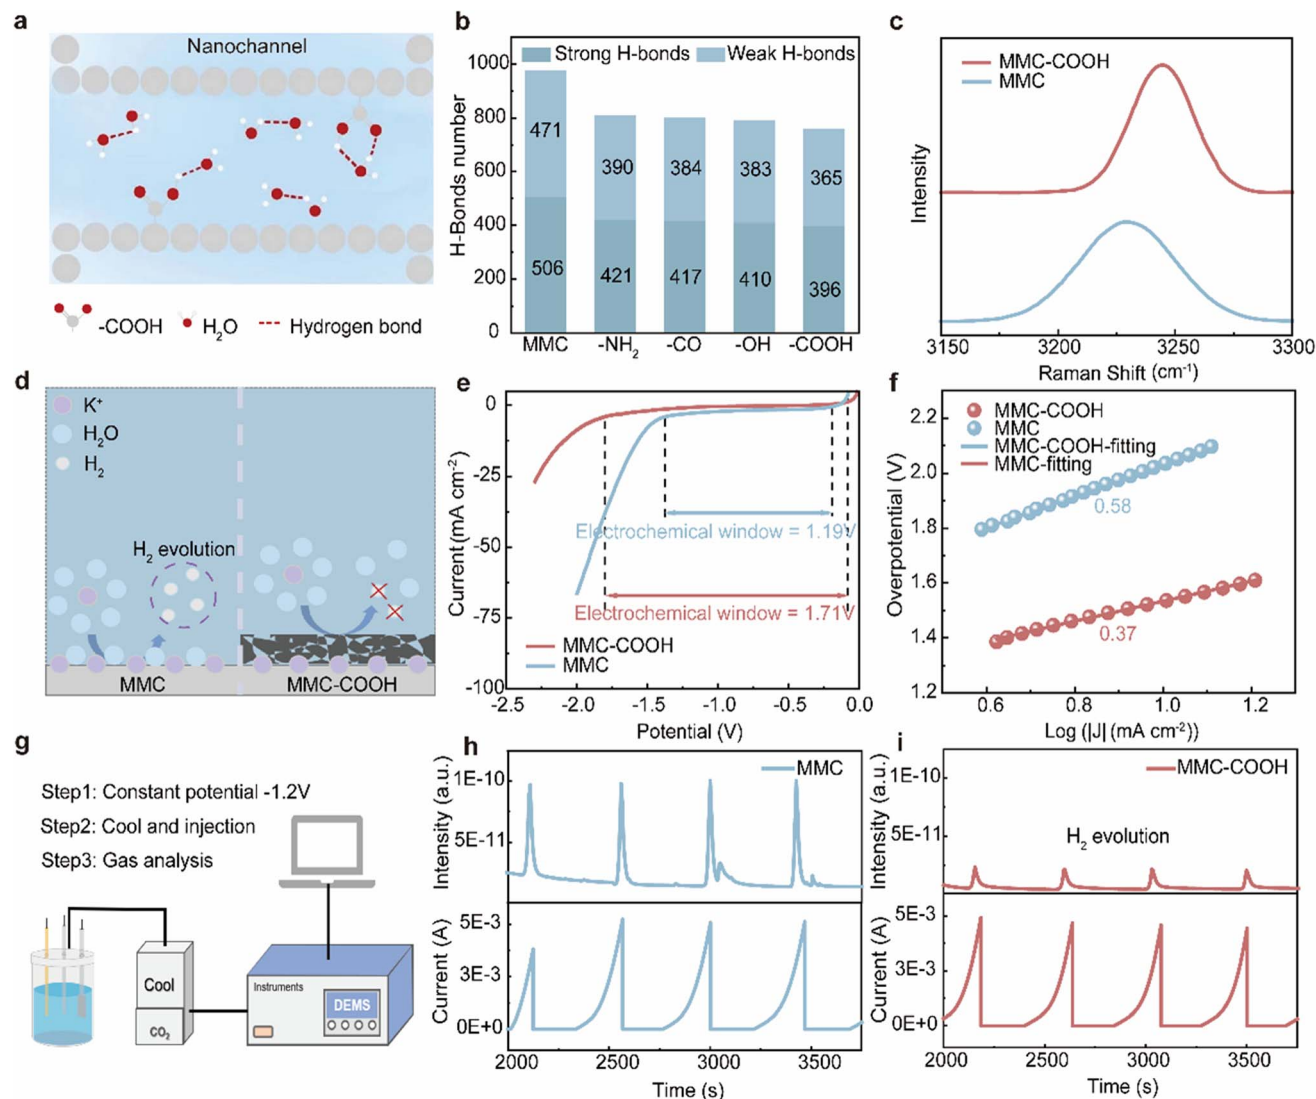 a
Nanochannel
-COOH
H2O
Hydrogen bond
b
Strong H-bonds
Weak H-bonds
H-Bonds number
1000
800
600
400
200
0
471
390
384
383
365
506
421
417
410
396
MMC
-NH2
-CO
-OH
-COOH
c
MMC-COOH
MMC
Intensity
3150
3200
3250
3300
Raman Shift (cm-1)
d
K+
H2O
H2
H2 evolution
MMC
MMC-COOH
e
Current (mA cm-2)
0
-25
-50
-75
-100
Electrochemical window = 1.19V
Electrochemical window = 1.71V
MMC-COOH
MMC
-2.5
-2.0
-1.5
-1.0
-0.5
0.0
Potential (V)
f
MMC-COOH
MMC
MMC-COOH-fitting
MMC-fitting
Overpotential (V)
2.2
2.0
1.8
1.6
1.4
1.2
0.58
0.37
0.6
0.8
1.0
1.2
Log (|J| (mA cm-2))
g
Step1: Constant potential -1.2V
Step2: Cool and injection
Step3: Gas analysis
Cool
CO2
Instruments
DEMS
h
MMC
Intensity (a.u.)
1E-10
5E-11
Current (A)
5E-3
3E-3
0E+0
2000
2500
3000
3500
Time (s)
i
MMC-COOH
Intensity (a.u.)
1E-10
5E-11
H2 evolution
Current (A)
5E-3
3E-3
0E+0
2000
2500
3000
3500
Time (s)